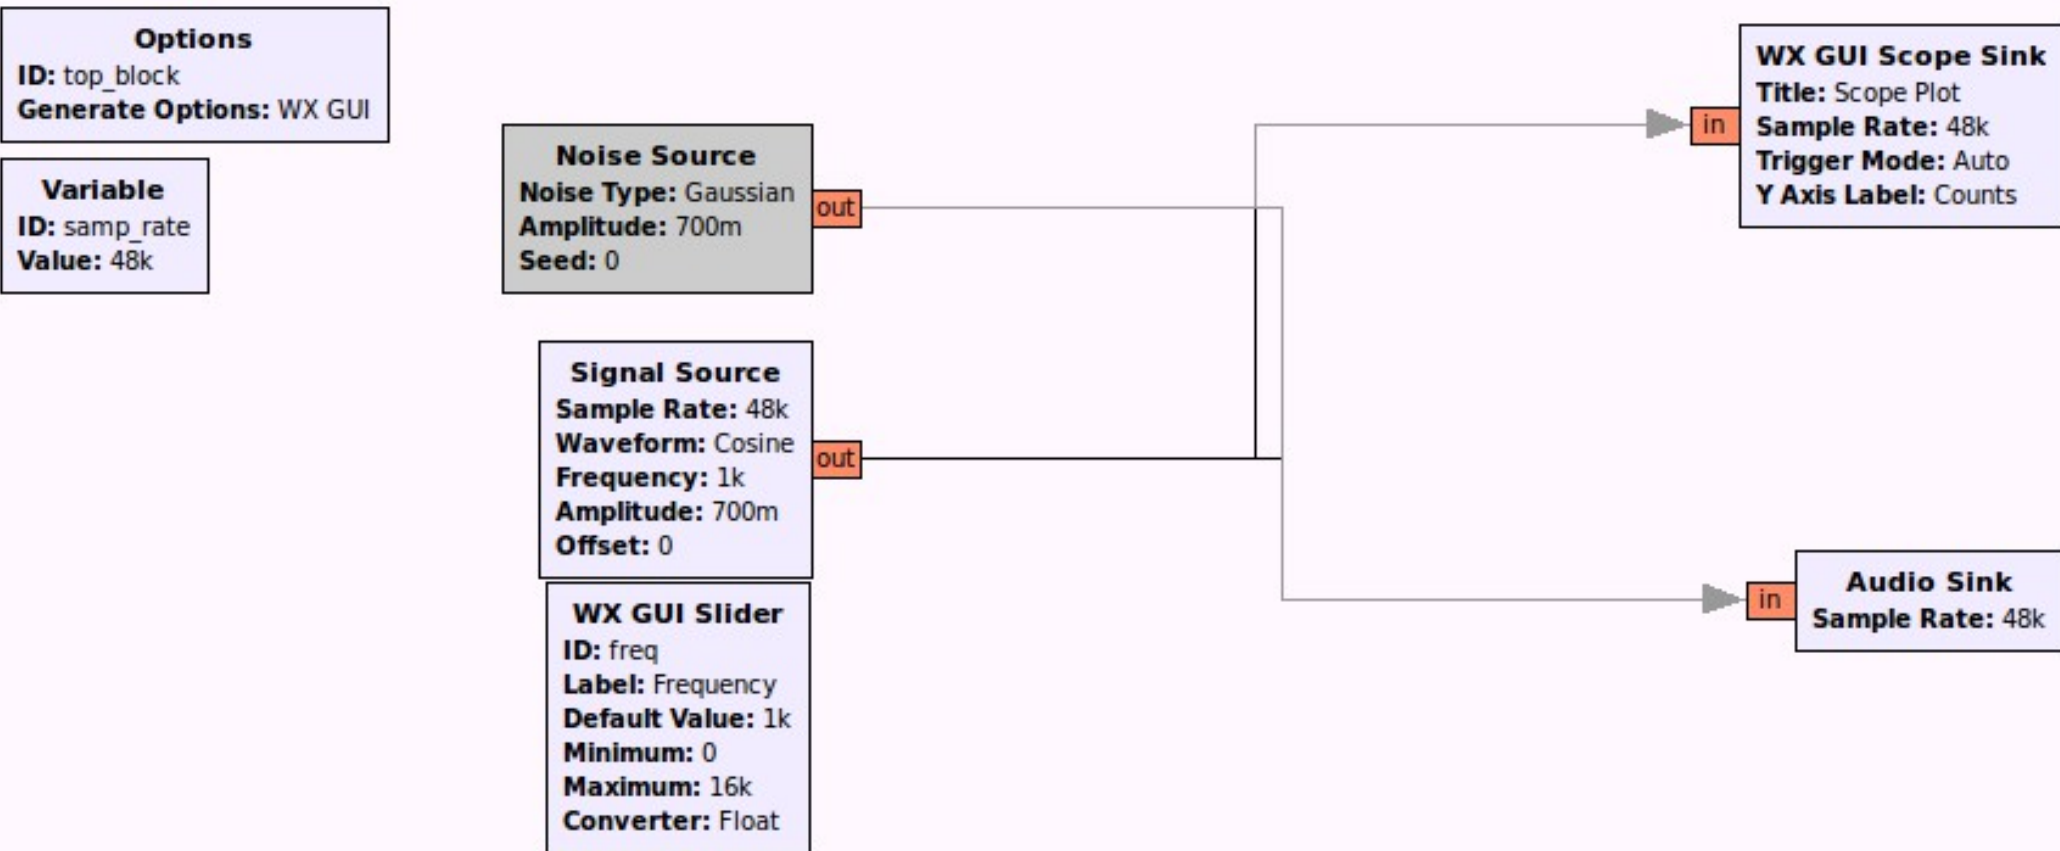 Options
ID: top_block
Generate Options: WX GUI
Variable
ID: samp_rate
Value: 48k
Noise Source
Noise Type: Gaussian
Amplitude: 700m
Seed: 0
out
Signal Source
Sample Rate: 48k
Waveform: Cosine
Frequency: 1k
Amplitude: 700m
Offset: 0
out
WX GUI Slider
ID: freq
Label: Frequency
Default Value: 1k
Minimum: 0
Maximum: 16k
Converter: Float
in
WX GUI Scope Sink
Title: Scope Plot
Sample Rate: 48k
Trigger Mode: Auto
Y Axis Label: Counts
in
Audio Sink
Sample Rate: 48k